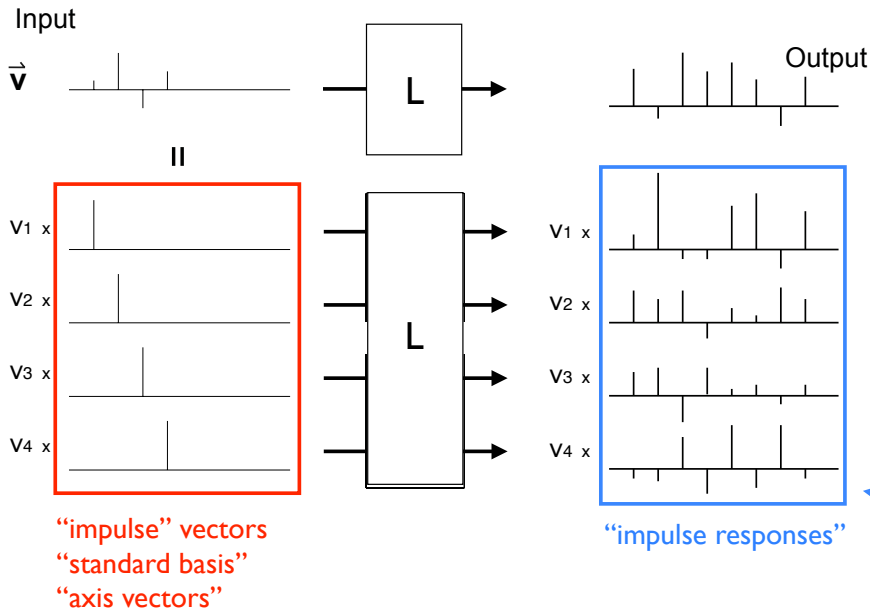 Input
v
L
Output
=
V1 x
V2 x
V3 x
V4 x
L
V1 x
V2 x
V3 x
V4 x
“impulse” vectors
“standard basis”
“axis vectors”
“impulse responses”